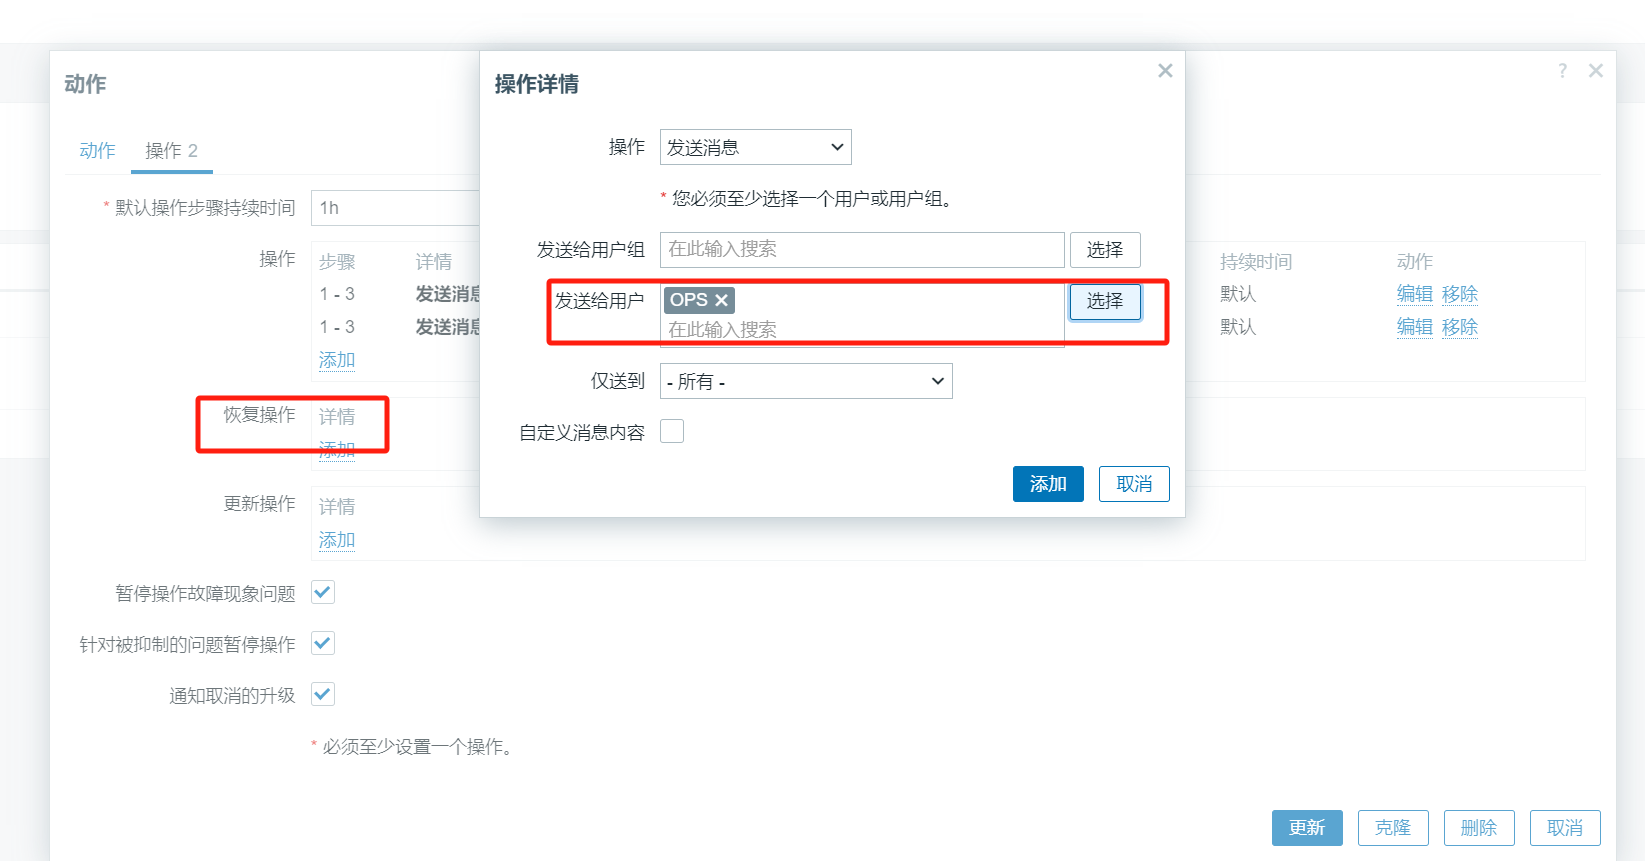 动作
?
动作 操作 2
* 默认操作步骤持续时间 1h
操作 步骤 详情 持续时间 动作
1 - 3 发送消息 默认 编辑 移除
1 - 3 发送消息 默认 编辑 移除
添加
恢复操作 详情
添加
更新操作 详情
添加
暂停操作故障现象问题
针对被抑制的问题暂停操作
通知取消的升级
* 必须至少设置一个操作。
更新 克隆 删除 取消
操作详情
操作 发送消息
* 您必须至少选择一个用户或用户组。
发送给用户组 在此输入搜索 选择
发送给用户 OPS 选择
在此输入搜索
仅送到 - 所有 -
自定义消息内容
添加 取消